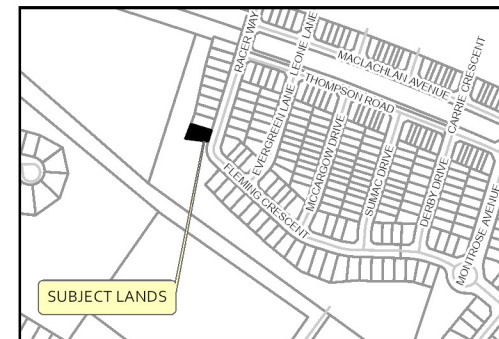 MACLACHLAN AVENUE
CARRIE CRESCENT
RACER WAY
LEONE LANE
THOMPSON ROAD
EVERGREEN LANE
MCCARGOW DRIVE
SUMAC DRIVE
DERBY DRIVE
FLEMING CRESCENT
MONTROSE AVENUE
SUBJECT LANDS